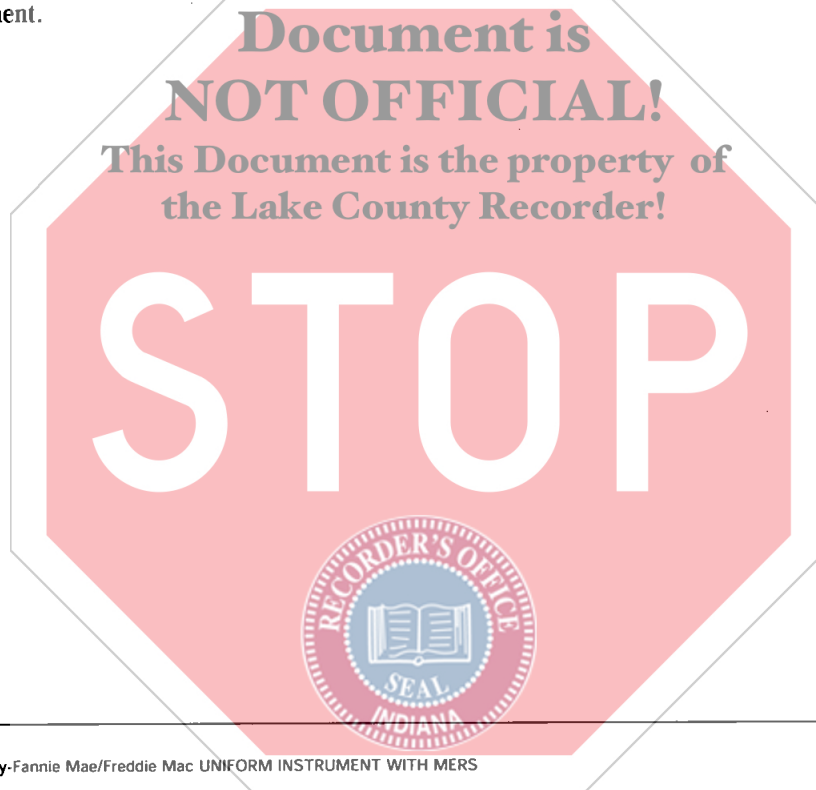 ent.
Document is
NOT OFFICIAL!
This Document is the property of
the Lake County Recorder!
STOP
RECORDER'S OFFICE
SEAL
INDIANA
y-Fannie Mae/Freddie Mac UNIFORM INSTRUMENT WITH MERS